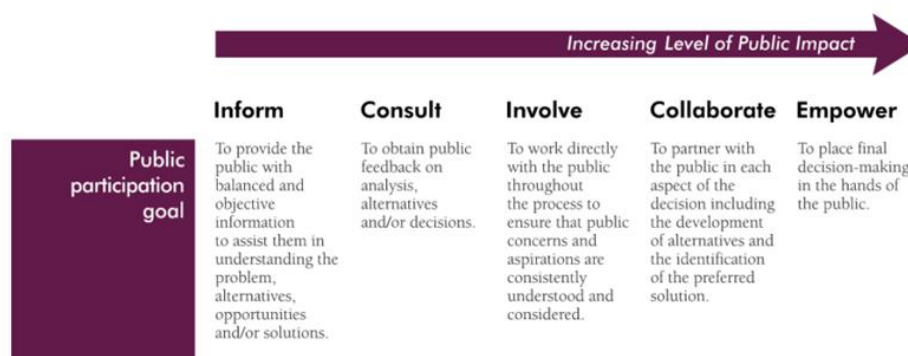 Increasing Level of Public Impact
Inform
Consult
Involve
Collaborate
Empower
Public
participation
goal
To provide the
public with
balanced and
objective
information
to assist them in
understanding the
problem,
alternatives,
opportunities
and/or solutions.
To obtain public
feedback on
analysis,
alternatives
and/or decisions.
To work directly
with the public
throughout
the process to
ensure that public
concerns and
aspirations are
consistently
understood and
considered.
To partner with
the public in each
aspect of the
decision including
the development
of alternatives and
the identification
of the preferred
solution.
To place final
decision-making
in the hands of
the public.